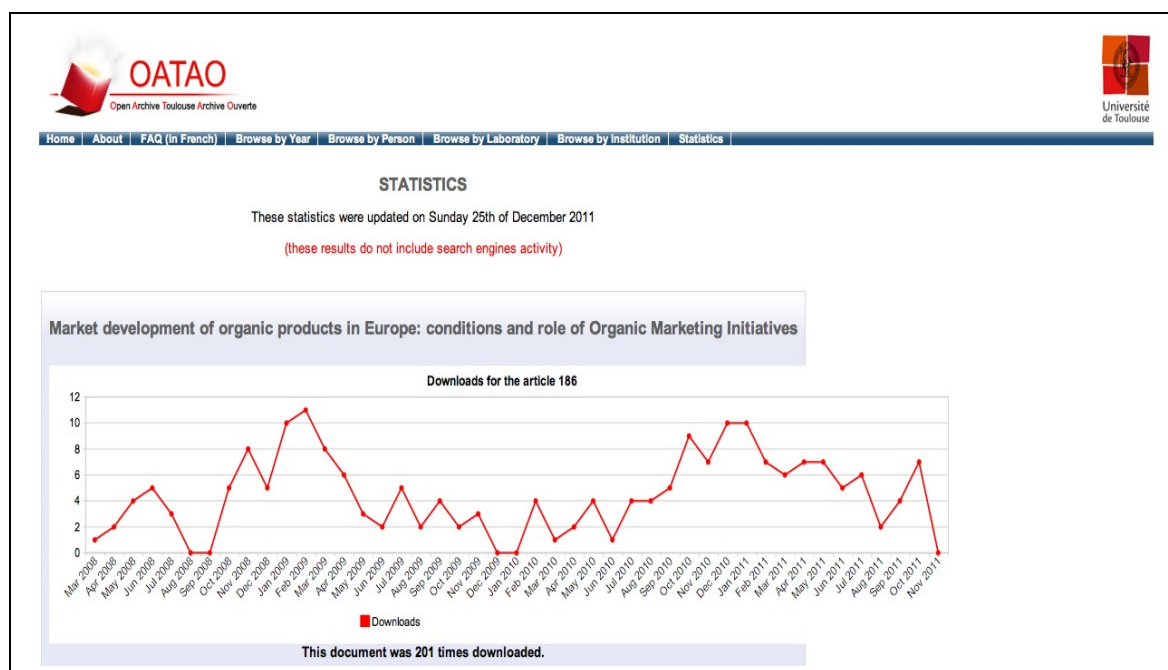 OATAO
Open Archive Toulouse Archive Ouverte
Université
de Toulouse
Home About FAQ (in French) Browse by Year Browse by Person Browse by Laboratory Browse by Institution Statistics
STATISTICS
These statistics were updated on Sunday 25th of December 2011
(these results do not include search engines activity)
Market development of organic products in Europe: conditions and role of Organic Marketing Initiatives
Downloads for the article 186
12
10
8
6
4
2
0
Mar 2008
Apr 2008
May 2008
Jun 2008
Jul 2008
Aug 2008
Sep 2008
Oct 2008
Nov 2008
Dec 2008
Jan 2009
Feb 2009
Mar 2009
Apr 2009
May 2009
Jun 2009
Jul 2009
Aug 2009
Sep 2009
Oct 2009
Nov 2009
Dec 2009
Jan 2010
Feb 2010
Mar 2010
Apr 2010
May 2010
Jun 2010
Jul 2010
Aug 2010
Sep 2010
Oct 2010
Nov 2010
Dec 2010
Jan 2011
Feb 2011
Mar 2011
Apr 2011
May 2011
Jun 2011
Jul 2011
Aug 2011
Sep 2011
Oct 2011
Nov 2011
Downloads
This document was 201 times downloaded.